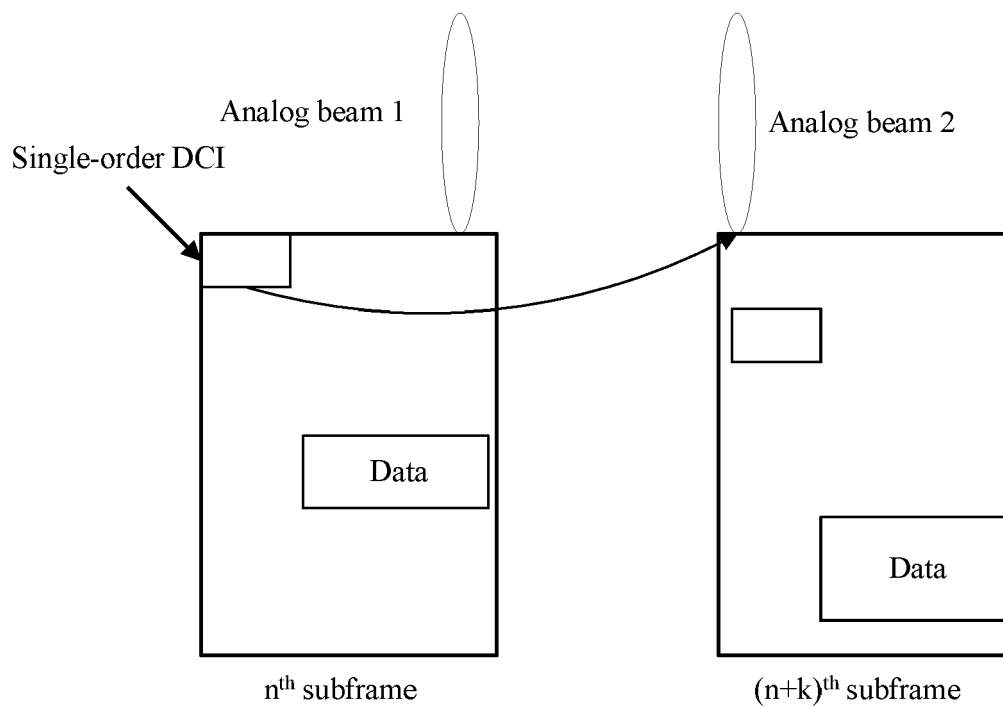 Analog beam 1
Analog beam 2
Single-order DCI
Data
Data
nth subframe
(n+k)th subframe